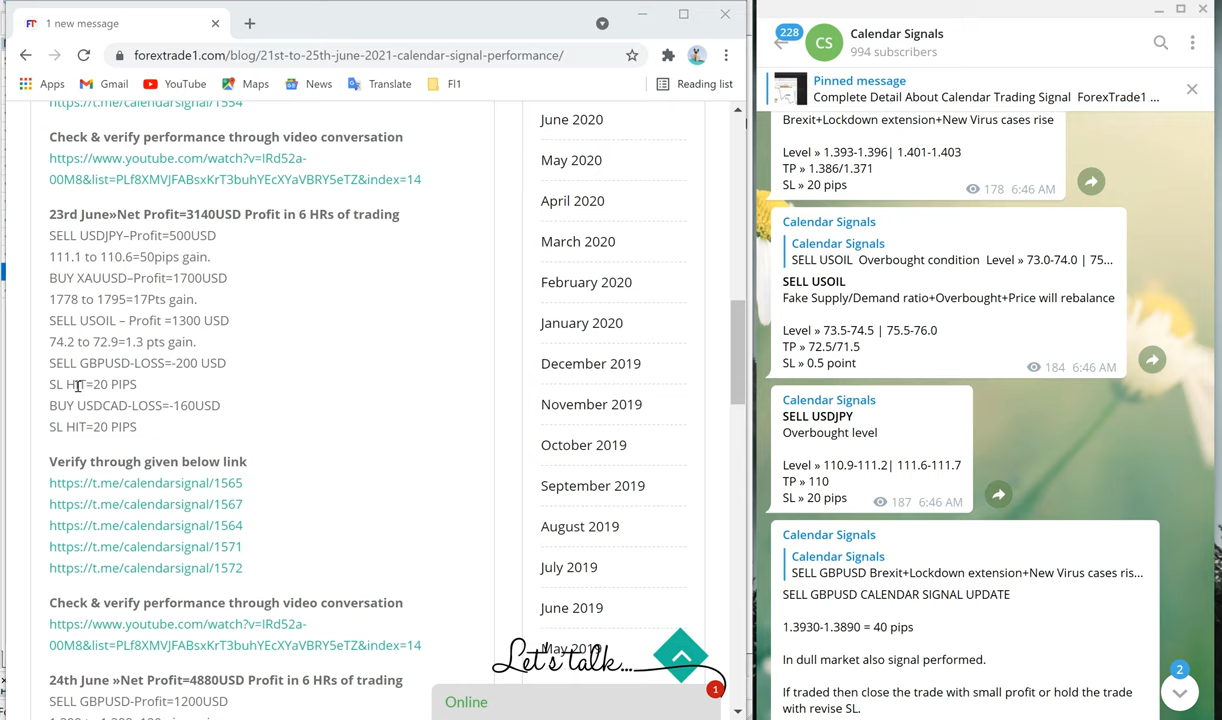 1 new message
forextrade1.com/blog/21st-to-25th-june-2021-calendar-signal-performance/
Apps
Gmail
YouTube
Maps
News
Translate
Fl1
Reading list
https://t.me/calendarsignal/1554
Check & verify performance through video conversation
https://www.youtube.com/watch?v=IRd52a-
00M8&list=PLf8XMVJFABsxKrT3buhYEcXYaVBRY5eTZ&index=14
23rd June»Net Profit=3140USD Profit in 6 HRs of trading
SELL USDJPY–Profit=500USD
111.1 to 110.6=50pips gain.
BUY XAUUSD–Profit=1700USD
1778 to 1795=17Pts gain.
SELL USOIL – Profit =1300 USD
74.2 to 72.9=1.3 pts gain.
SELL GBPUSD-LOSS=-200 USD
SL HIT=20 PIPS
BUY USDCAD-LOSS=-160USD
SL HIT=20 PIPS
Verify through given below link
https://t.me/calendarsignal/1565
https://t.me/calendarsignal/1567
https://t.me/calendarsignal/1564
https://t.me/calendarsignal/1571
https://t.me/calendarsignal/1572
Check & verify performance through video conversation
https://www.youtube.com/watch?v=IRd52a-
00M8&list=PLf8XMVJFABsxKrT3buhYEcXYaVBRY5eTZ&index=14
24th June »Net Profit=4880USD Profit in 6 HRs of trading
SELL GBPUSD-Profit=1200USD
June 2020
May 2020
April 2020
March 2020
February 2020
January 2020
December 2019
November 2019
October 2019
September 2019
August 2019
July 2019
June 2019
May 2019
Let's talk...
1
Online
228
CS
Calendar Signals
994 subscribers
Pinned message
Complete Detail About Calendar Trading Signal ForexTrade1 ...
Brexit+Lockdown extension+New Virus cases rise
Level » 1.393-1.396| 1.401-1.403
TP » 1.386/1.371
SL » 20 pips
178 6:46 AM
Calendar Signals
Calendar Signals
SELL USOIL Overbought condition Level » 73.0-74.0 | 75...
SELL USOIL
Fake Supply/Demand ratio+Overbought+Price will rebalance
Level » 73.5-74.5 | 75.5-76.0
TP » 72.5/71.5
SL » 0.5 point
184 6:46 AM
Calendar Signals
SELL USDJPY
Overbought level
Level » 110.9-111.2| 111.6-111.7
TP » 110
SL » 20 pips
187 6:46 AM
Calendar Signals
Calendar Signals
SELL GBPUSD Brexit+Lockdown extension+New Virus cases ris...
SELL GBPUSD CALENDAR SIGNAL UPDATE
1.3930-1.3890 = 40 pips
In dull market also signal performed.
If traded then close the trade with small profit or hold the trade
with revise SL.
2